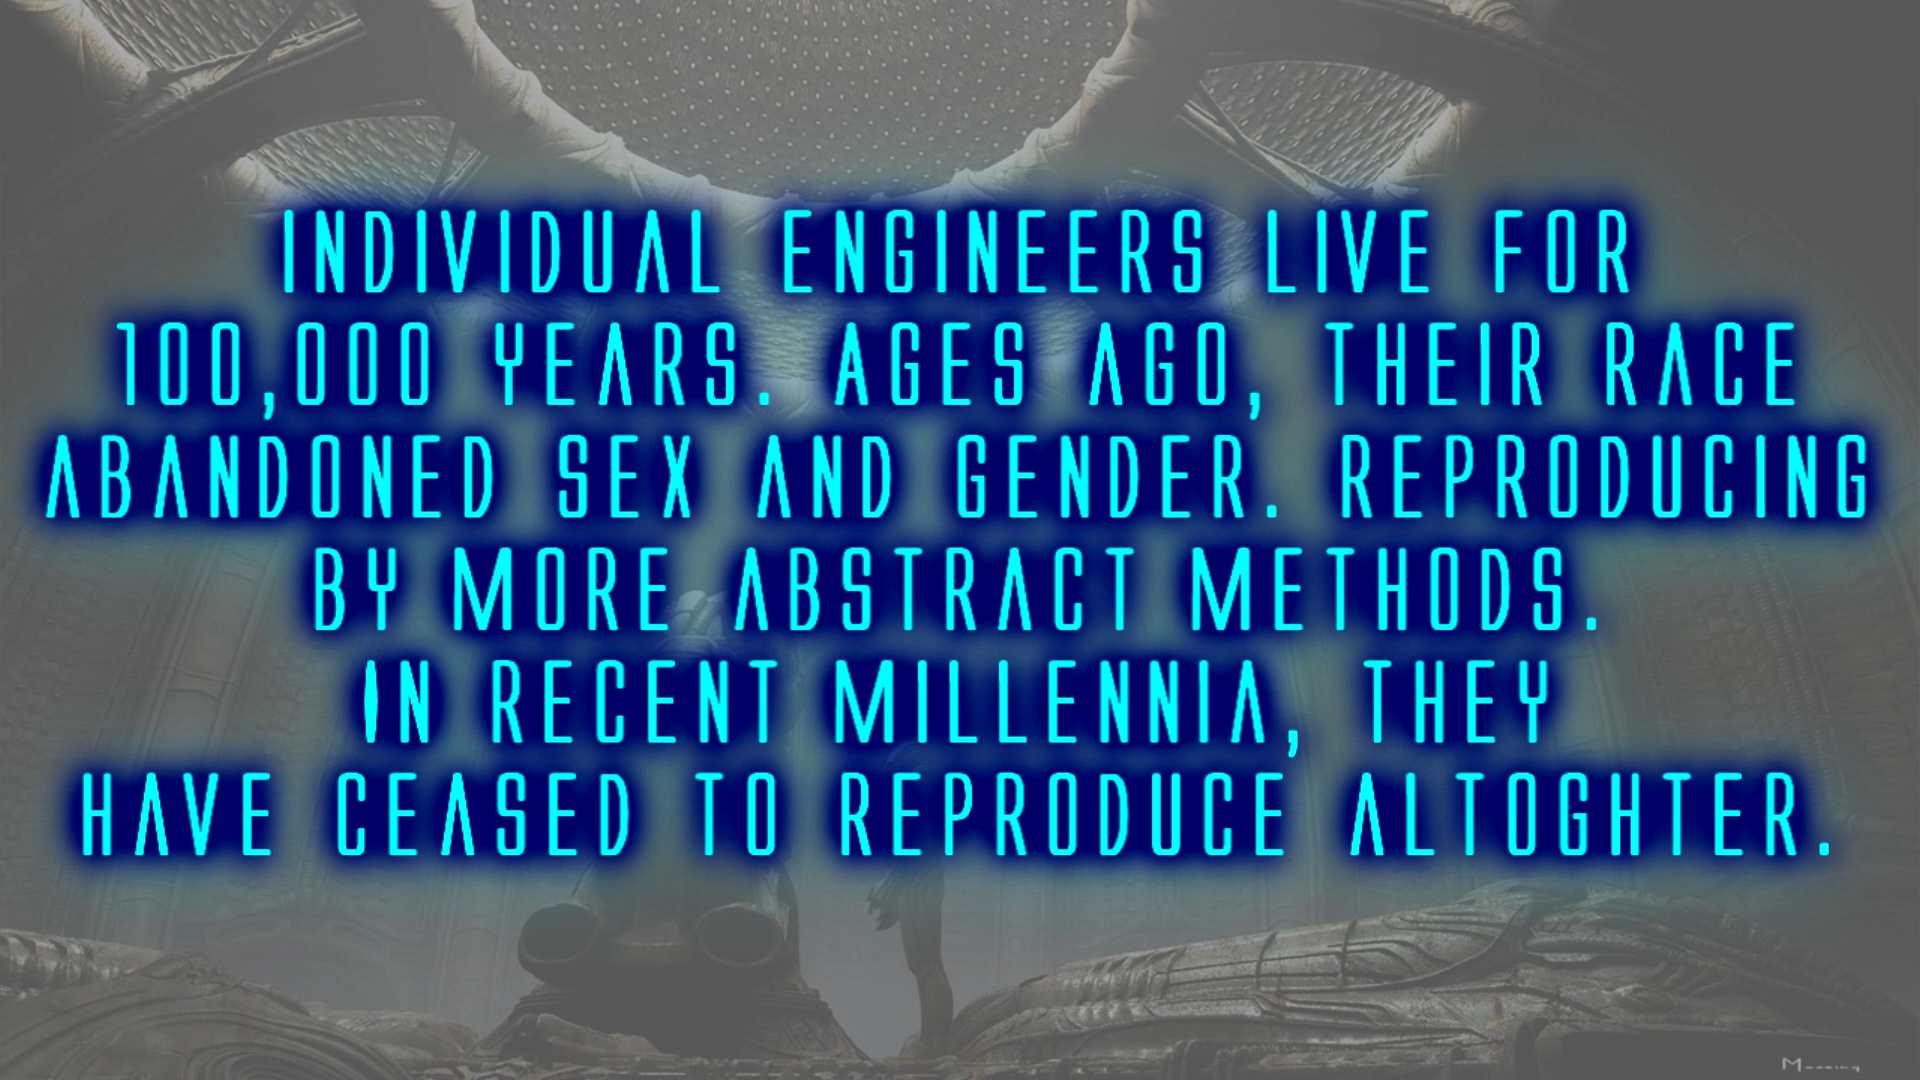 INDIVIDUAL ENGINEERS LIVE FOR
100,000 YEARS. AGES AGO, THEIR RACE
ABANDONED SEX AND GENDER. REPRODUCING
BY MORE ABSTRACT METHODS.
IN RECENT MILLENNIA, THEY
HAVE CEASED TO REPRODUCE ALTOGHTER.